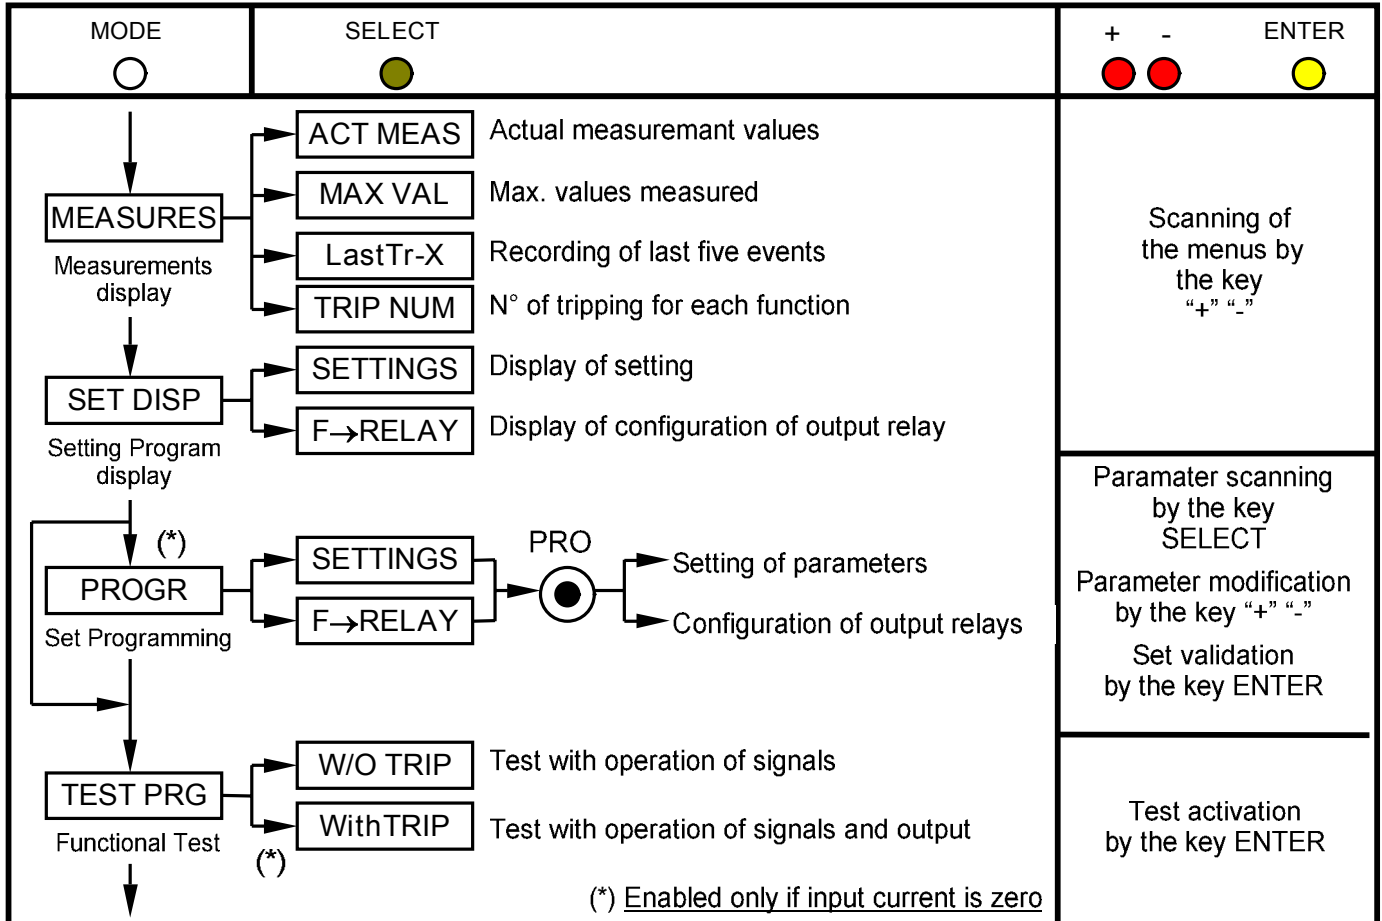 MODE
SELECT
+ -
ENTER
ACT MEAS
Actual measuremant values
MAX VAL
Max. values measured
MEASURES
Measurements
display
LastTr-X
Recording of last five events
TRIP NUM
N° of tripping for each function
Scanning of
the menus by
the key
“+” “-”
SET DISP
Setting Program
display
SETTINGS
Display of setting
F→RELAY
Display of configuration of output relay
(*)
PROGR
Set Programming
SETTINGS
F→RELAY
PRO
Setting of parameters
Configuration of output relays
Paramater scanning
by the key
SELECT
Parameter modification
by the key “+” “-”
Set validation
by the key ENTER
TEST PRG
Functional Test
W/O TRIP
Test with operation of signals
WithTRIP
Test with operation of signals and output
(*)
Test activation
by the key ENTER
(*) Enabled only if input current is zero